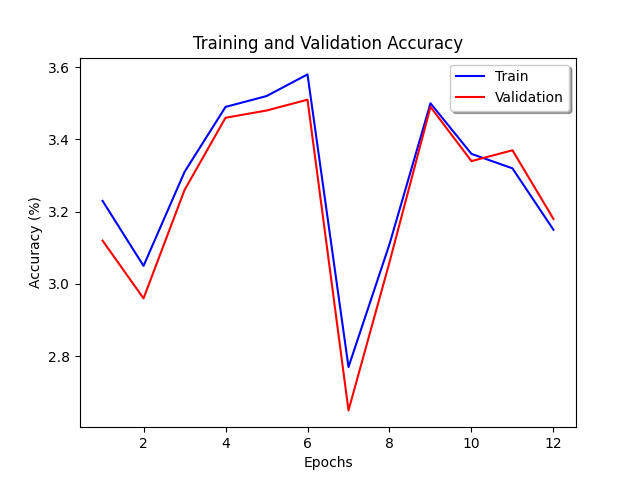 Training and Validation Accuracy
Train
Validation
3.6
3.4
3.2
3.0
2.8
Accuracy (%)
2 4 6 8 10 12
Epochs